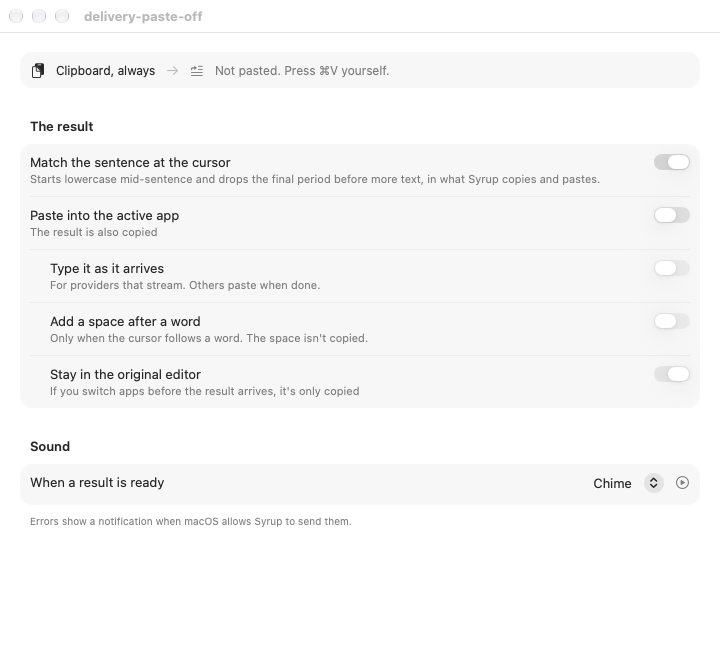 delivery-paste-off
Clipboard, always → Not pasted. Press ⌘V yourself.
The result
Match the sentence at the cursor
Starts lowercase mid-sentence and drops the final period before more text, in what Syrup copies and pastes.
Paste into the active app
The result is also copied
Type it as it arrives
For providers that stream. Others paste when done.
Add a space after a word
Only when the cursor follows a word. The space isn't copied.
Stay in the original editor
If you switch apps before the result arrives, it's only copied
Sound
When a result is ready Chime
Errors show a notification when macOS allows Syrup to send them.